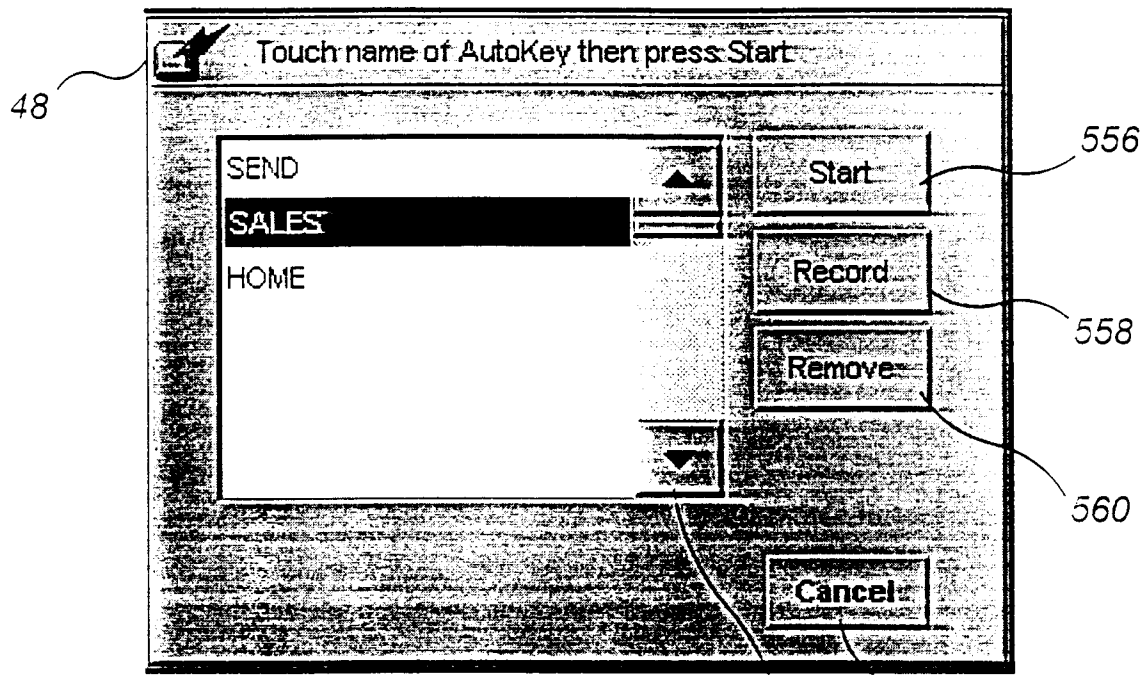 Touch name of AutoKey then press Start
48
556
SEND
Start
SALES
Record
HOME
558
Remove
560
Cancel